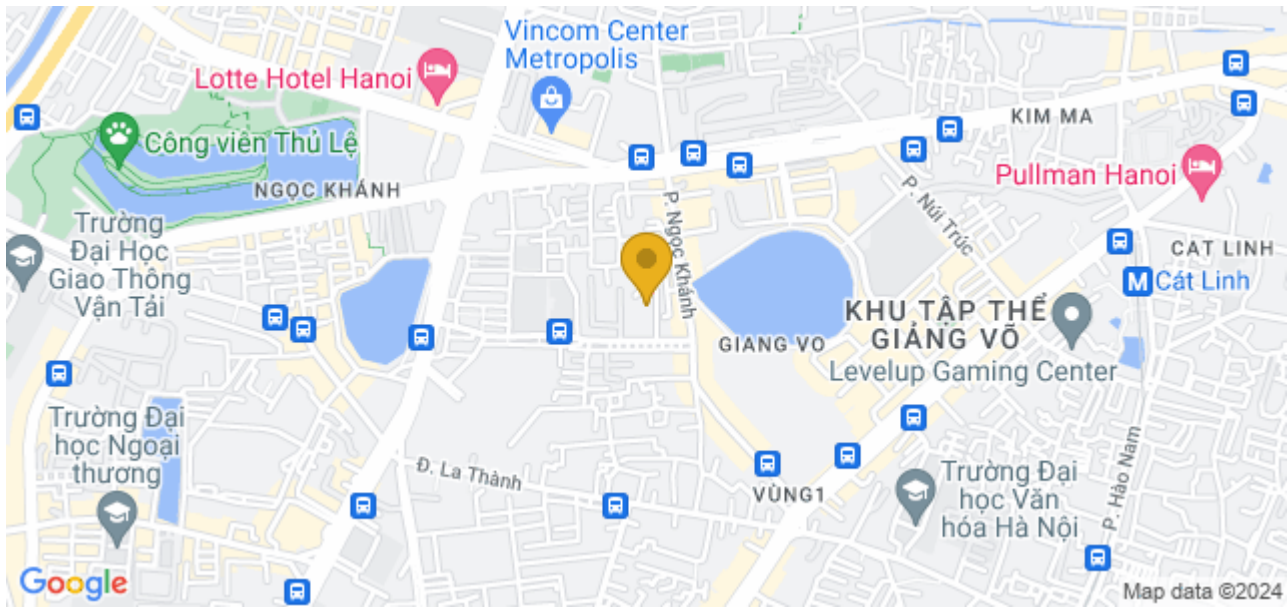 Vincom Center
Metropolis
Lotte Hotel Hanoi
KIM MA
Công viên Thủ Lệ
Pullman Hanoi
NGỌC KHÁNH
P. Ngọc Khánh
P. Núi Trúc
Trường
Đại Học
Giao Thông
Vận Tải
CAT LINH
M Cát Linh
KHU TẬP THỂ
GIẢNG VÕ
GIANG VO
Levelup Gaming Center
Trường Đại
học Ngoại
thương
Đ. La Thành
VÙNG1
Trường Đại
học Văn
hóa Hà Nội
P. Hào Nam
Google
Map data ©2024